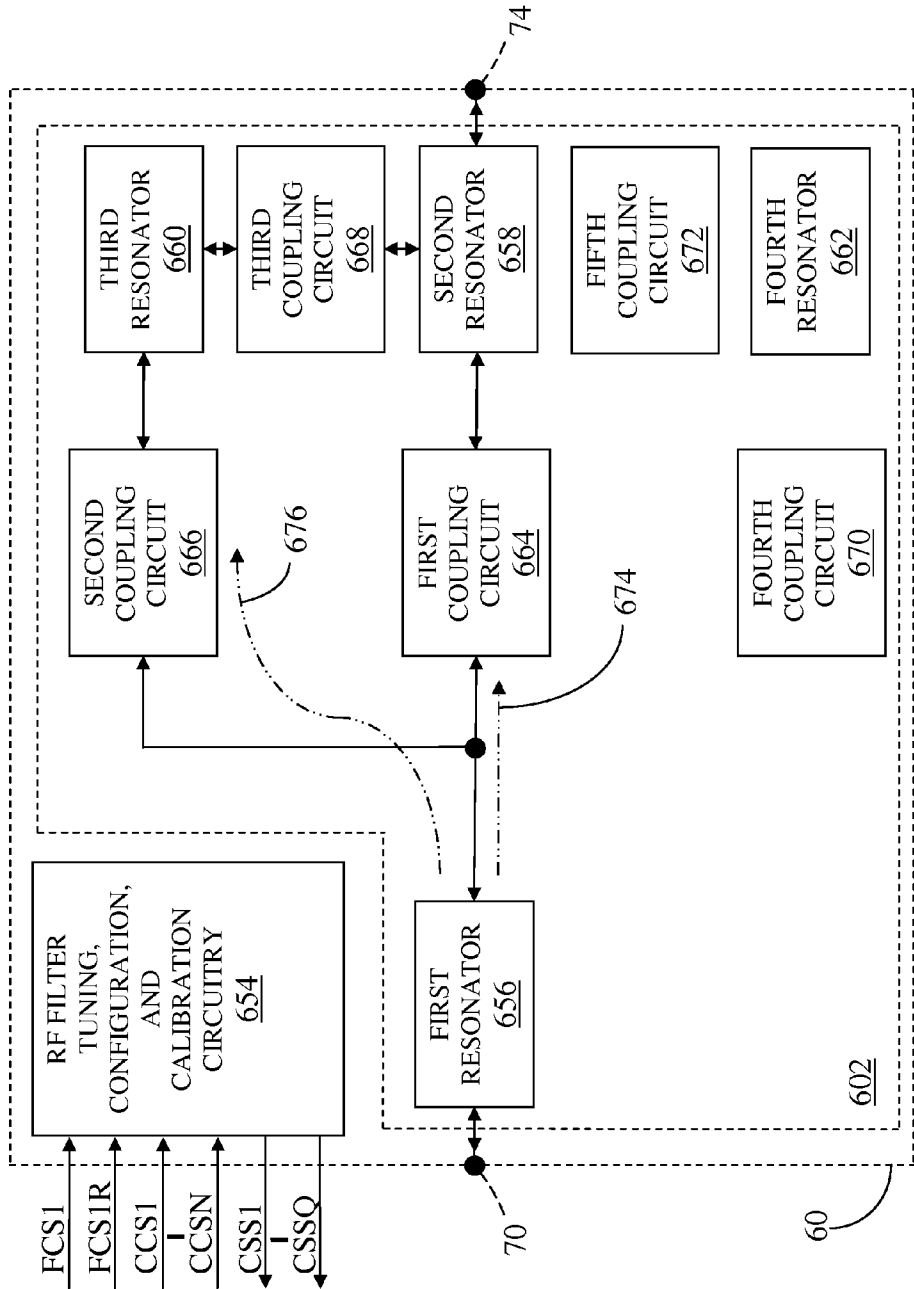 FCS1
FCS1R
CCS1
CCSN
CSS1
CSSQ
RF FILTER
TUNING,
CONFIGURATION,
AND
CALIBRATION
CIRCUITRY
654
SECOND
COUPLING
CIRCUIT
666
THIRD
RESONATOR
660
THIRD
COUPLING
CIRCUIT
668
676
70
FIRST
RESONATOR
656
FIRST
COUPLING
CIRCUIT
664
SECOND
RESONATOR
658
74
674
FIFTH
COUPLING
CIRCUIT
672
602
FOURTH
COUPLING
CIRCUIT
670
FOURTH
RESONATOR
662
60